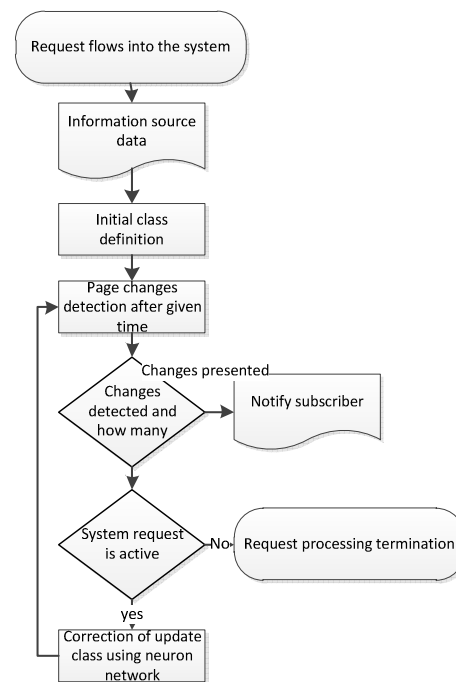 Request flows into the system
Information source
data
Initial class
definition
Page changes
detection after given
time
Changes presented
Changes
detected and
how many
Notify subscriber
System request
is active
No
Request processing termination
yes
Correction of update
class using neuron
network